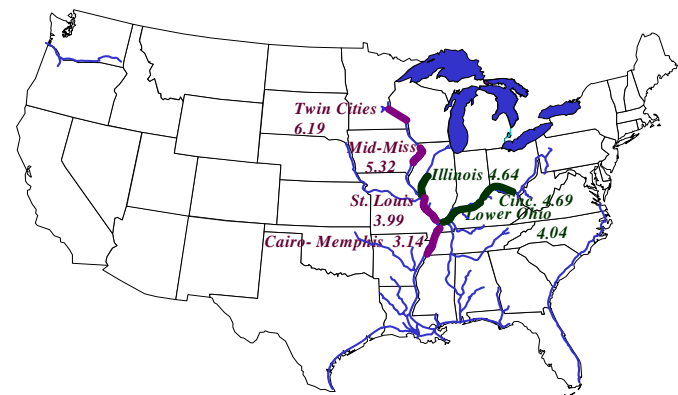 Twin Cities
6.19
Mid-Miss
5.32
Illinois 4.64
St. Louis
3.99
Cinc. 4.69
Lower Ohio
4.04
Cairo- Memphis 3.14